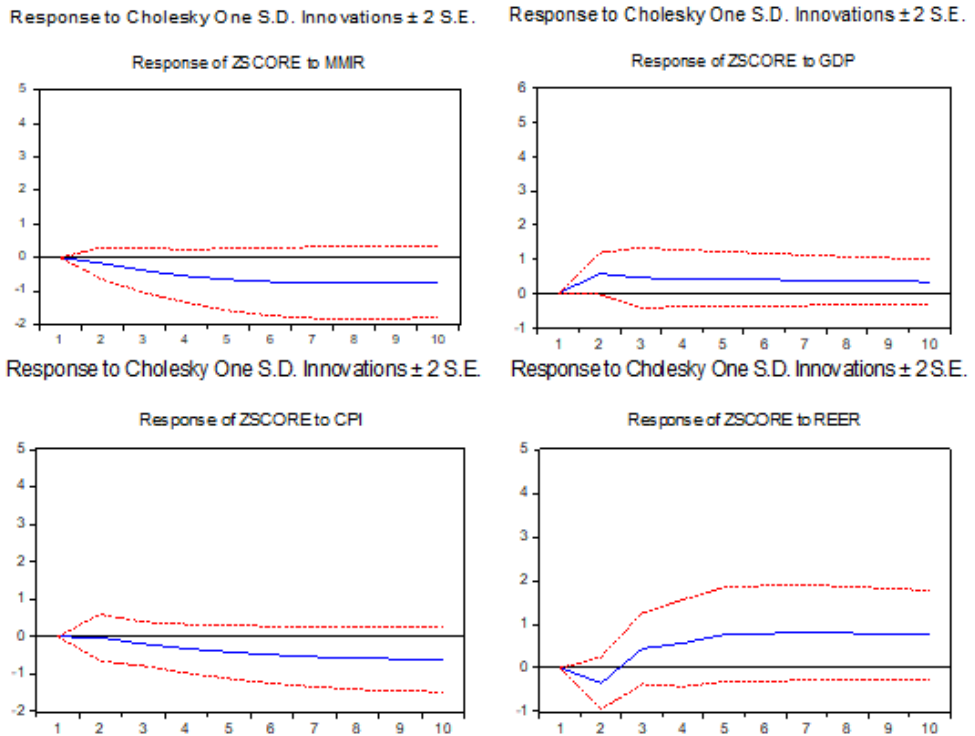 Response to Cholesky One S.D. Innovations ± 2 S.E.
Response of ZSCORE to MMIR
5
4
3
2
1
0
-1
-2
1 2 3 4 5 6 7 8 9 10
Response to Cholesky One S.D. Innovations ± 2 S.E.
Response of ZSCORE to GDP
6
5
4
3
2
1
0
-1
1 2 3 4 5 6 7 8 9 10
Response to Cholesky One S.D. Innovations ± 2 S.E.
Response of ZSCORE to CPI
5
4
3
2
1
0
-1
-2
1 2 3 4 5 6 7 8 9 10
Response to Cholesky One S.D. Innovations ± 2 S.E.
Response of ZSCORE to REER
5
4
3
2
1
0
-1
1 2 3 4 5 6 7 8 9 10